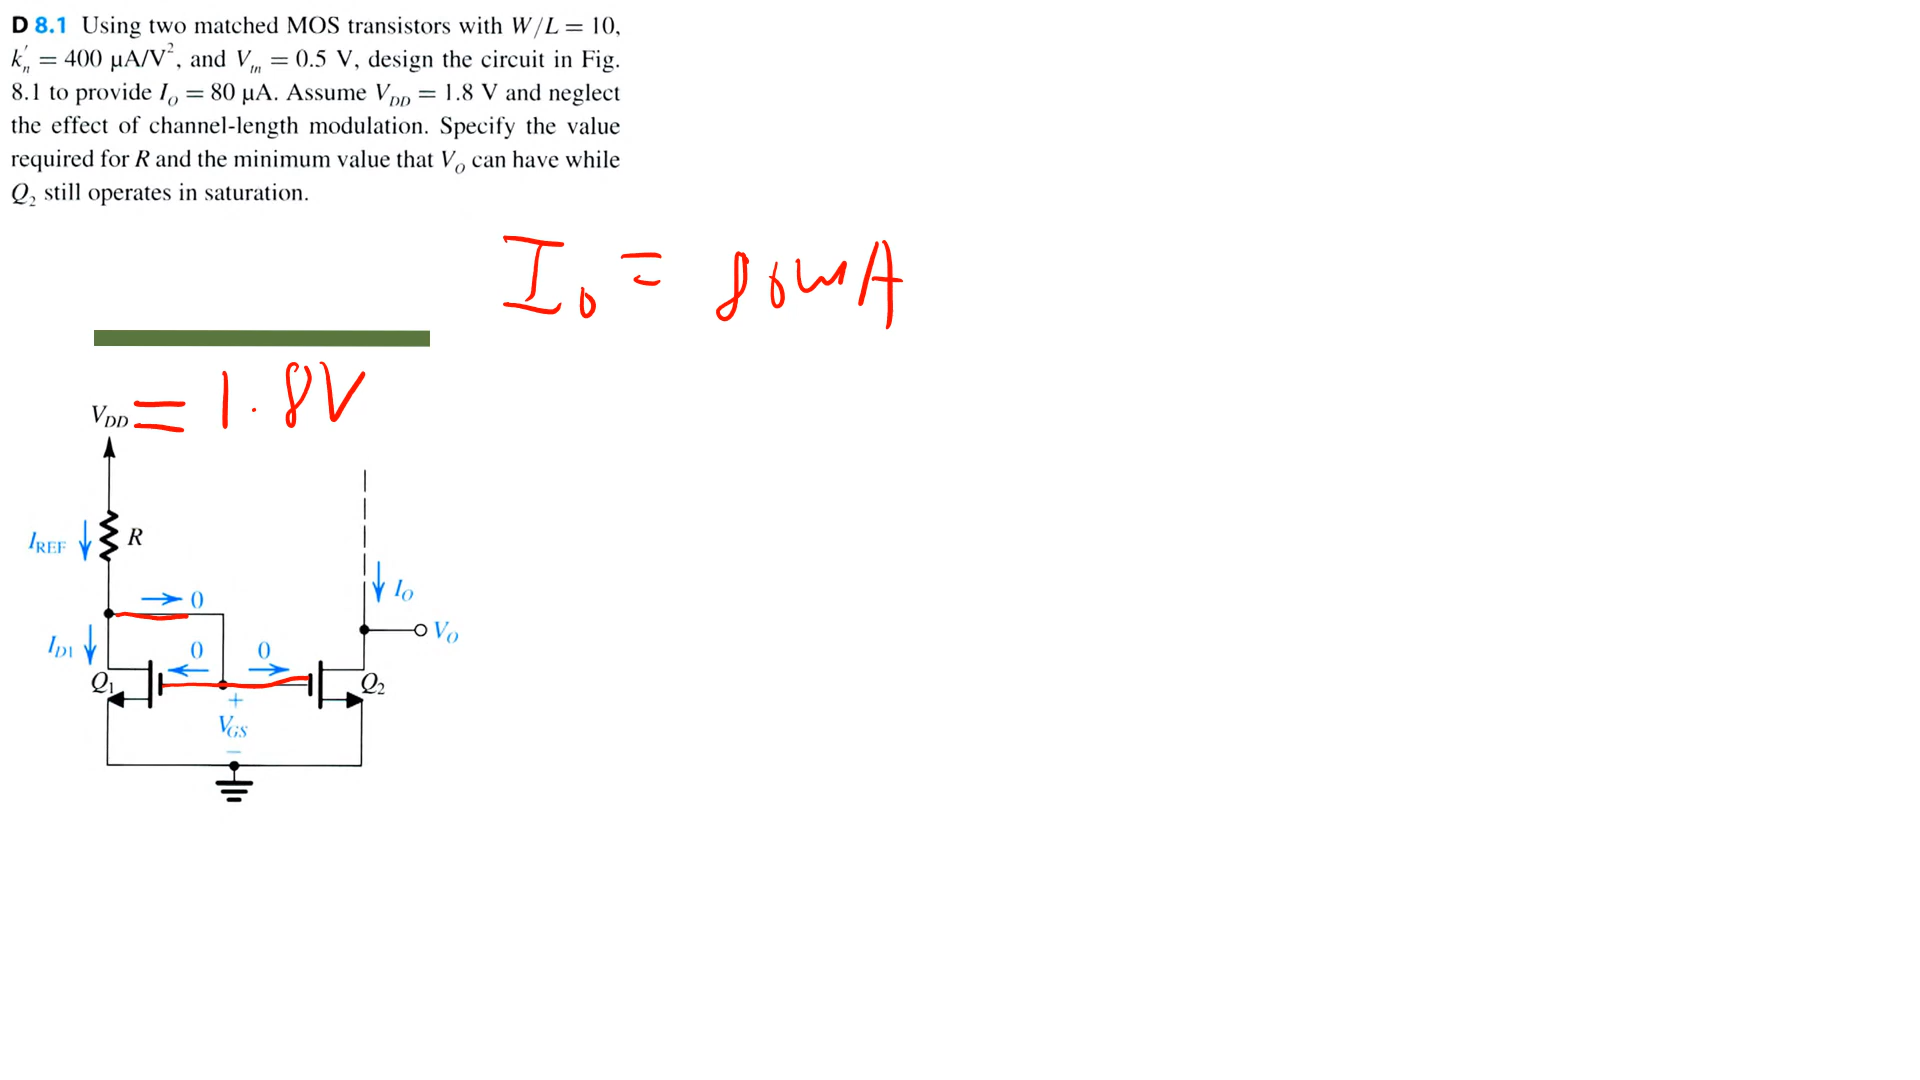 D 8.1 Using two matched MOS transistors with W/L = 10,
k′n = 400 μA/V², and Vtn = 0.5 V, design the circuit in Fig.
8.1 to provide IO = 80 μA. Assume VDD = 1.8 V and neglect
the effect of channel-length modulation. Specify the value
required for R and the minimum value that VO can have while
Q2 still operates in saturation.
I0 = 80 μA
VDD = 1.8V
IREF
R
0
IO
VO
ID1
0
0
Q1
Q2
+
VGS
−